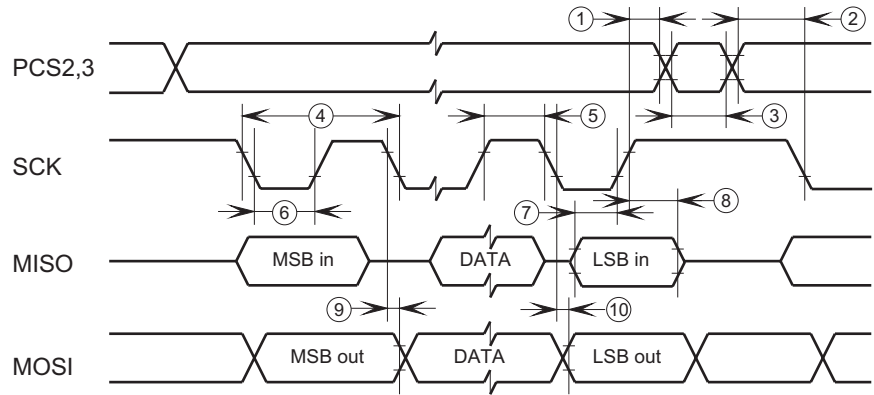 ① ②
PCS2,3
④ ⑤ ③
SCK
⑥ ⑦ ⑧
MISO MSB in DATA LSB in
⑨ ⑩
MOSI MSB out DATA LSB out